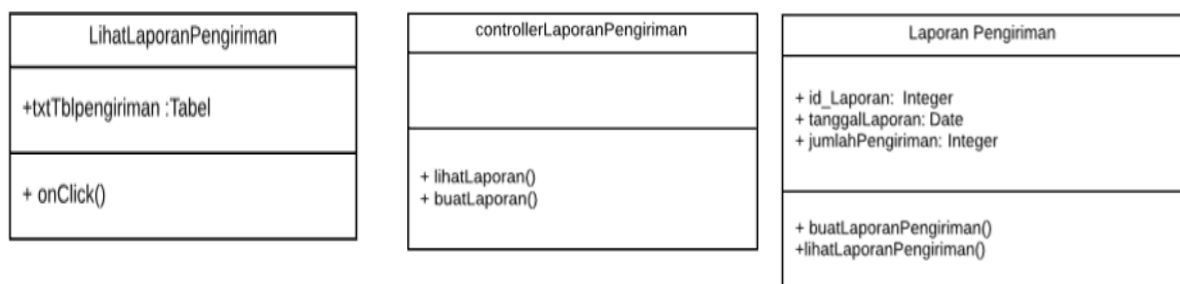 LihatLaporanPengiriman
+txtTblpengiriman :Tabel
+ onClick()
controllerLaporanPengiriman
+ lihatLaporan()
+ buatLaporan()
Laporan Pengiriman
+ id_Laporan: Integer
+ tanggalLaporan: Date
+ jumlahPengiriman: Integer
+ buatLaporanPengiriman()
+lihatLaporanPengiriman()